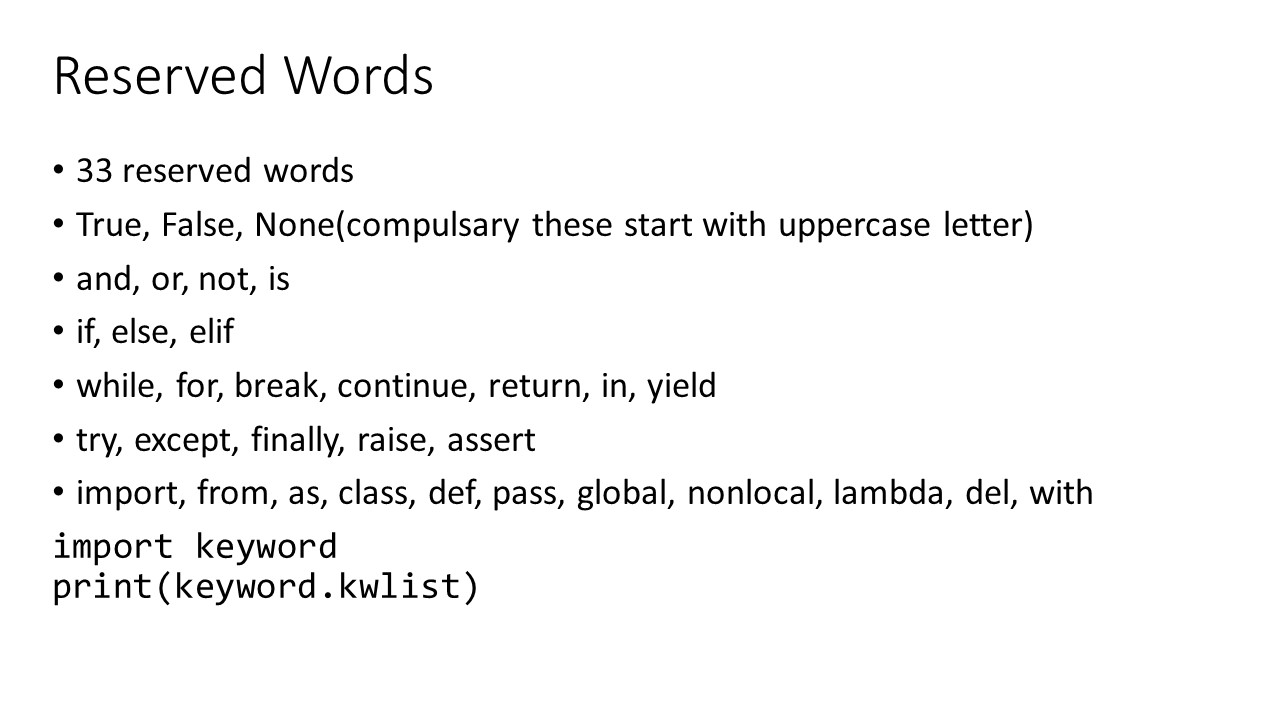 Reserved Words
• 33 reserved words
• True, False, None(compulsary these start with uppercase letter)
• and, or, not, is
• if, else, elif
• while, for, break, continue, return, in, yield
• try, except, finally, raise, assert
• import, from, as, class, def, pass, global, nonlocal, lambda, del, with
import keyword
print(keyword.kwlist)